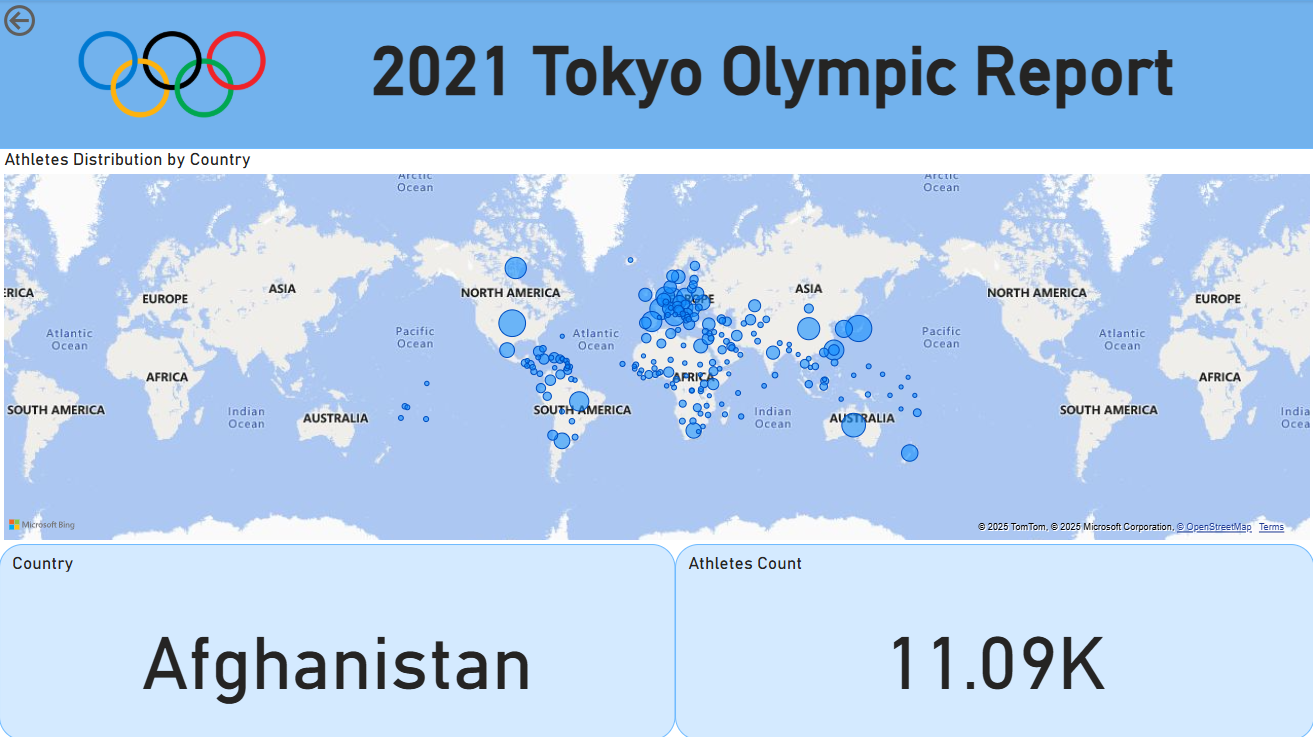 2021 Tokyo Olympic Report
Athletes Distribution by Country
Arctic
Ocean
Arctic
Ocean
ERICA
EUROPE
ASIA
NORTH AMERICA
ASIA
NORTH AMERICA
EUROPE
Atlantic
Ocean
Pacific
Ocean
Atlantic
Ocean
Pacific
Ocean
Atlantic
Ocean
AFRICA
AFRICA
AFRICA
SOUTH AMERICA
Indian
Ocean
AUSTRALIA
SOUTH AMERICA
Indian
Ocean
AUSTRALIA
SOUTH AMERICA
India
Ocea
Microsoft Bing
© 2025 TomTom, © 2025 Microsoft Corporation, © OpenStreetMap Terms
Country
Athletes Count
Afghanistan
11.09K